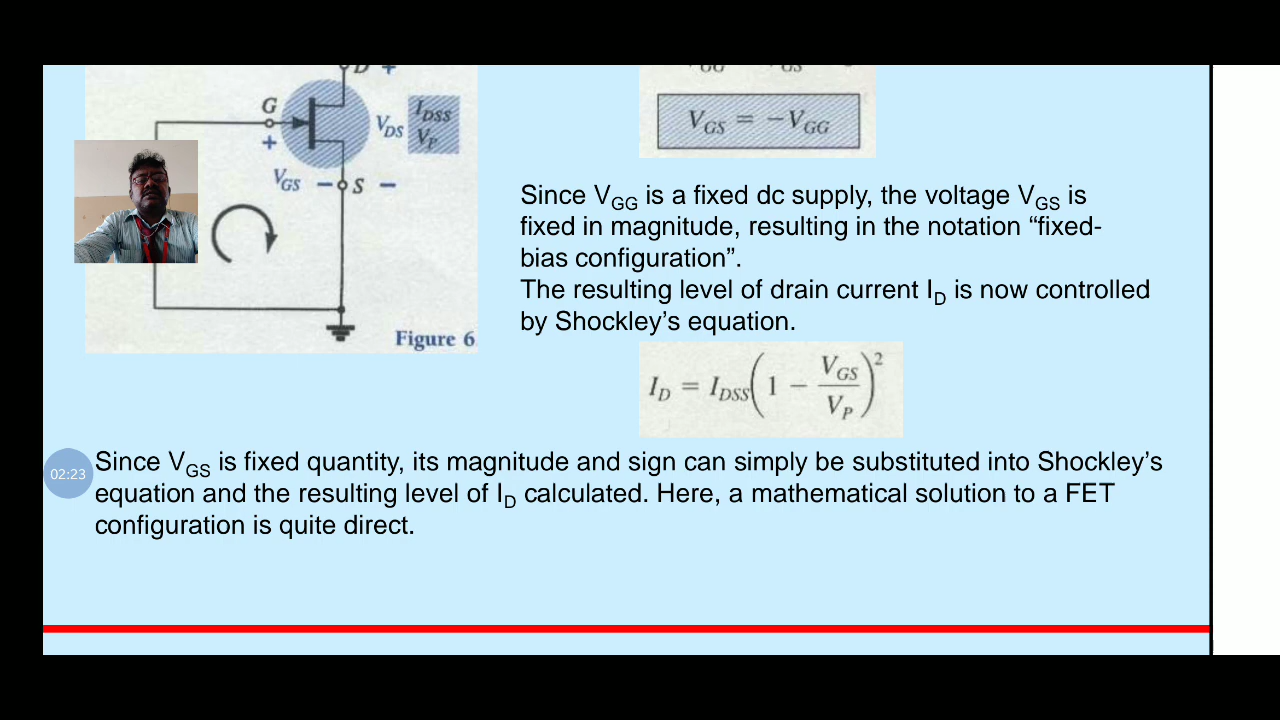 D +
G
+
V_DS
I_DSS
V_P
V_GS − S −
Figure 6
V_GS = −V_GG
Since V_GG is a fixed dc supply, the voltage V_GS is
fixed in magnitude, resulting in the notation “fixed-
bias configuration”.
The resulting level of drain current I_D is now controlled
by Shockley’s equation.
I_D = I_DSS(1 − V_GS/V_P)²
02:23
Since V_GS is fixed quantity, its magnitude and sign can simply be substituted into Shockley’s
equation and the resulting level of I_D calculated. Here, a mathematical solution to a FET
configuration is quite direct.